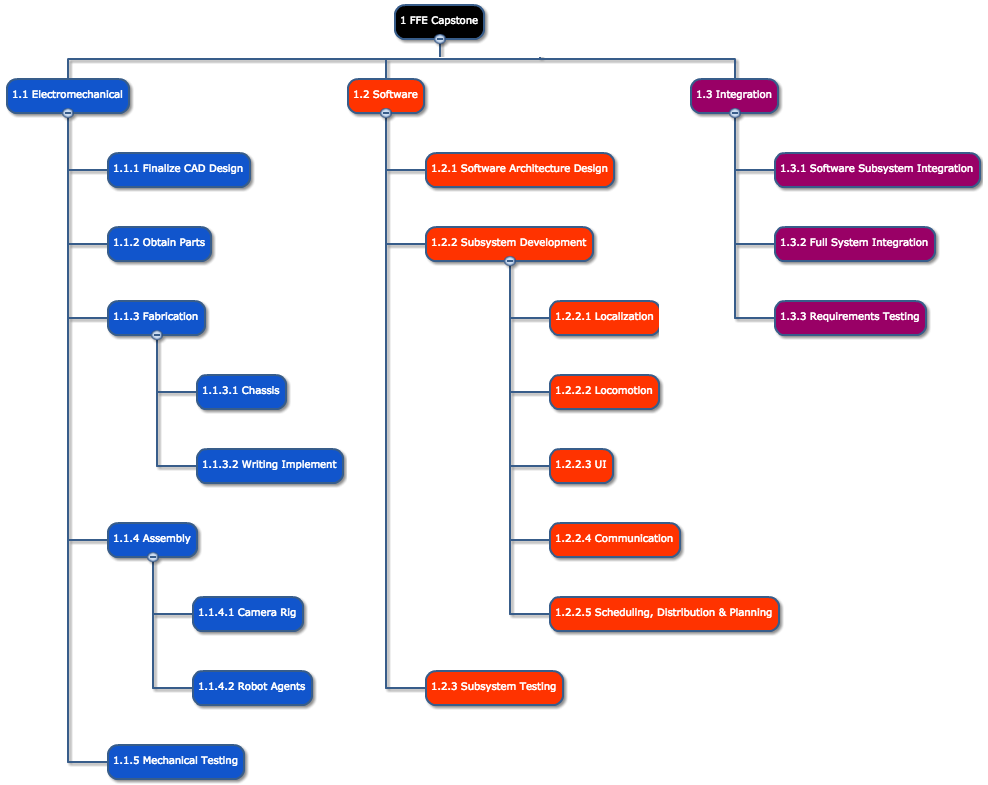 1 FFE Capstone
1.1 Electromechanical
1.1.1 Finalize CAD Design
1.1.2 Obtain Parts
1.1.3 Fabrication
1.1.3.1 Chassis
1.1.3.2 Writing Implement
1.1.4 Assembly
1.1.4.1 Camera Rig
1.1.4.2 Robot Agents
1.1.5 Mechanical Testing
1.2 Software
1.2.1 Software Architecture Design
1.2.2 Subsystem Development
1.2.2.1 Localization
1.2.2.2 Locomotion
1.2.2.3 UI
1.2.2.4 Communication
1.2.2.5 Scheduling, Distribution & Planning
1.2.3 Subsystem Testing
1.3 Integration
1.3.1 Software Subsystem Integration
1.3.2 Full System Integration
1.3.3 Requirements Testing